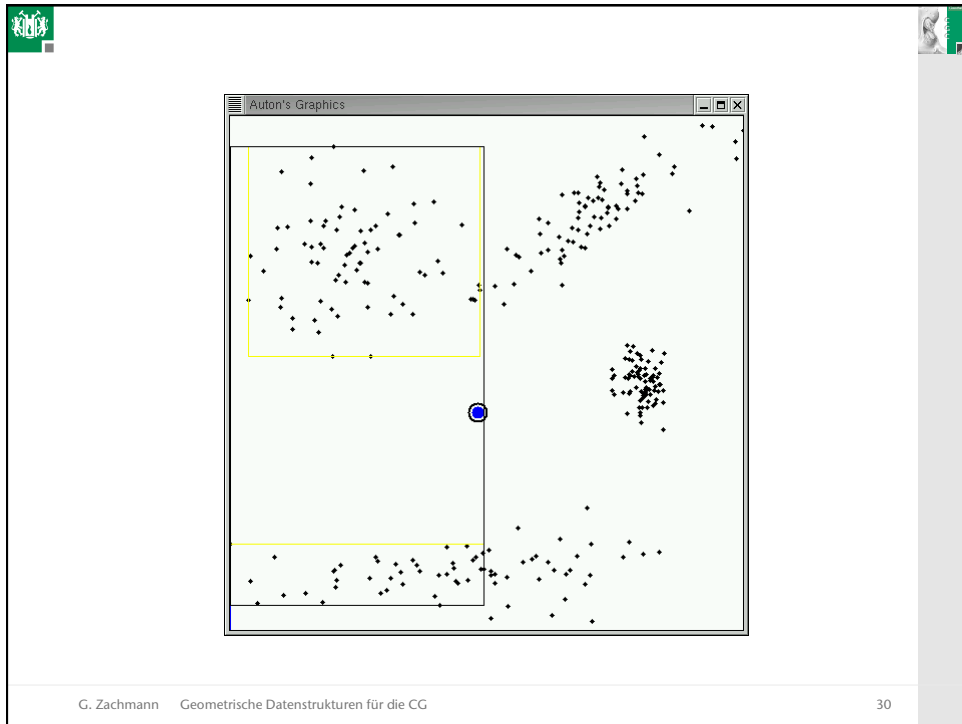 Auton's Graphics
G. Zachmann Geometrische Datenstrukturen für die CG 30